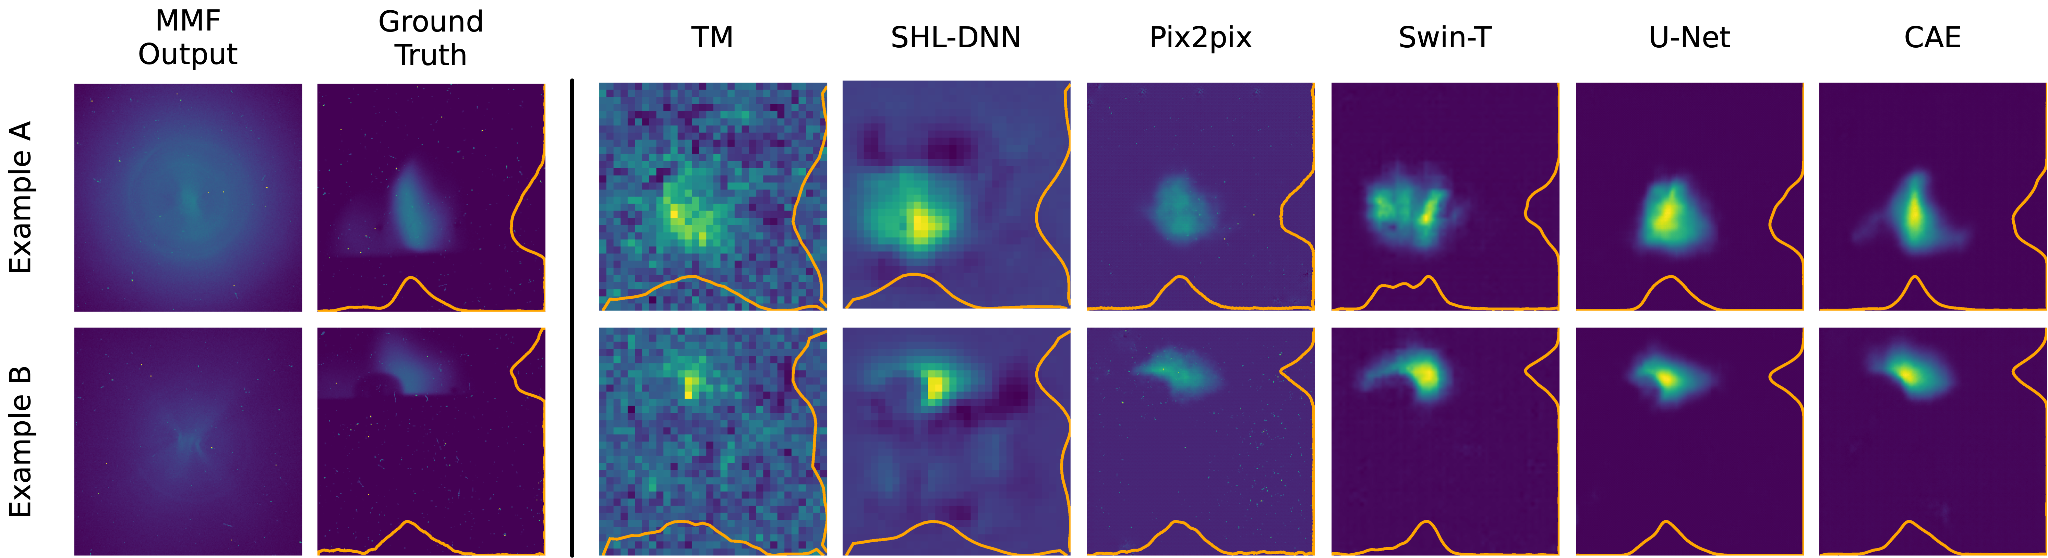 MMF
Output
Ground
Truth
TM
SHL-DNN
Pix2pix
Swin-T
U-Net
CAE
Example A
Example B